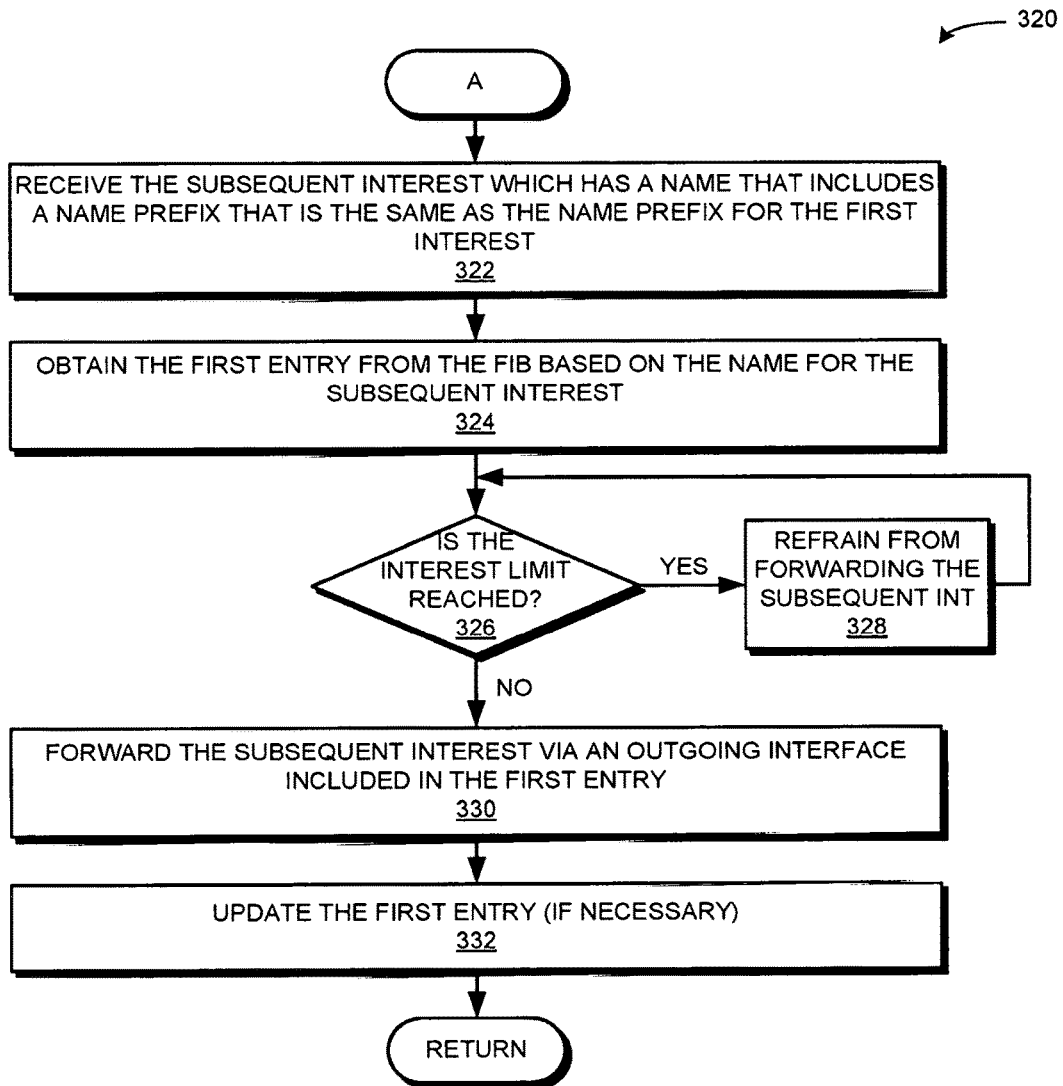 320
A
RECEIVE THE SUBSEQUENT INTEREST WHICH HAS A NAME THAT INCLUDES
A NAME PREFIX THAT IS THE SAME AS THE NAME PREFIX FOR THE FIRST
INTEREST
322
OBTAIN THE FIRST ENTRY FROM THE FIB BASED ON THE NAME FOR THE
SUBSEQUENT INTEREST
324
IS THE
INTEREST LIMIT
REACHED?
326
YES
REFRAIN FROM
FORWARDING THE
SUBSEQUENT INT
328
NO
FORWARD THE SUBSEQUENT INTEREST VIA AN OUTGOING INTERFACE
INCLUDED IN THE FIRST ENTRY
330
UPDATE THE FIRST ENTRY (IF NECESSARY)
332
RETURN